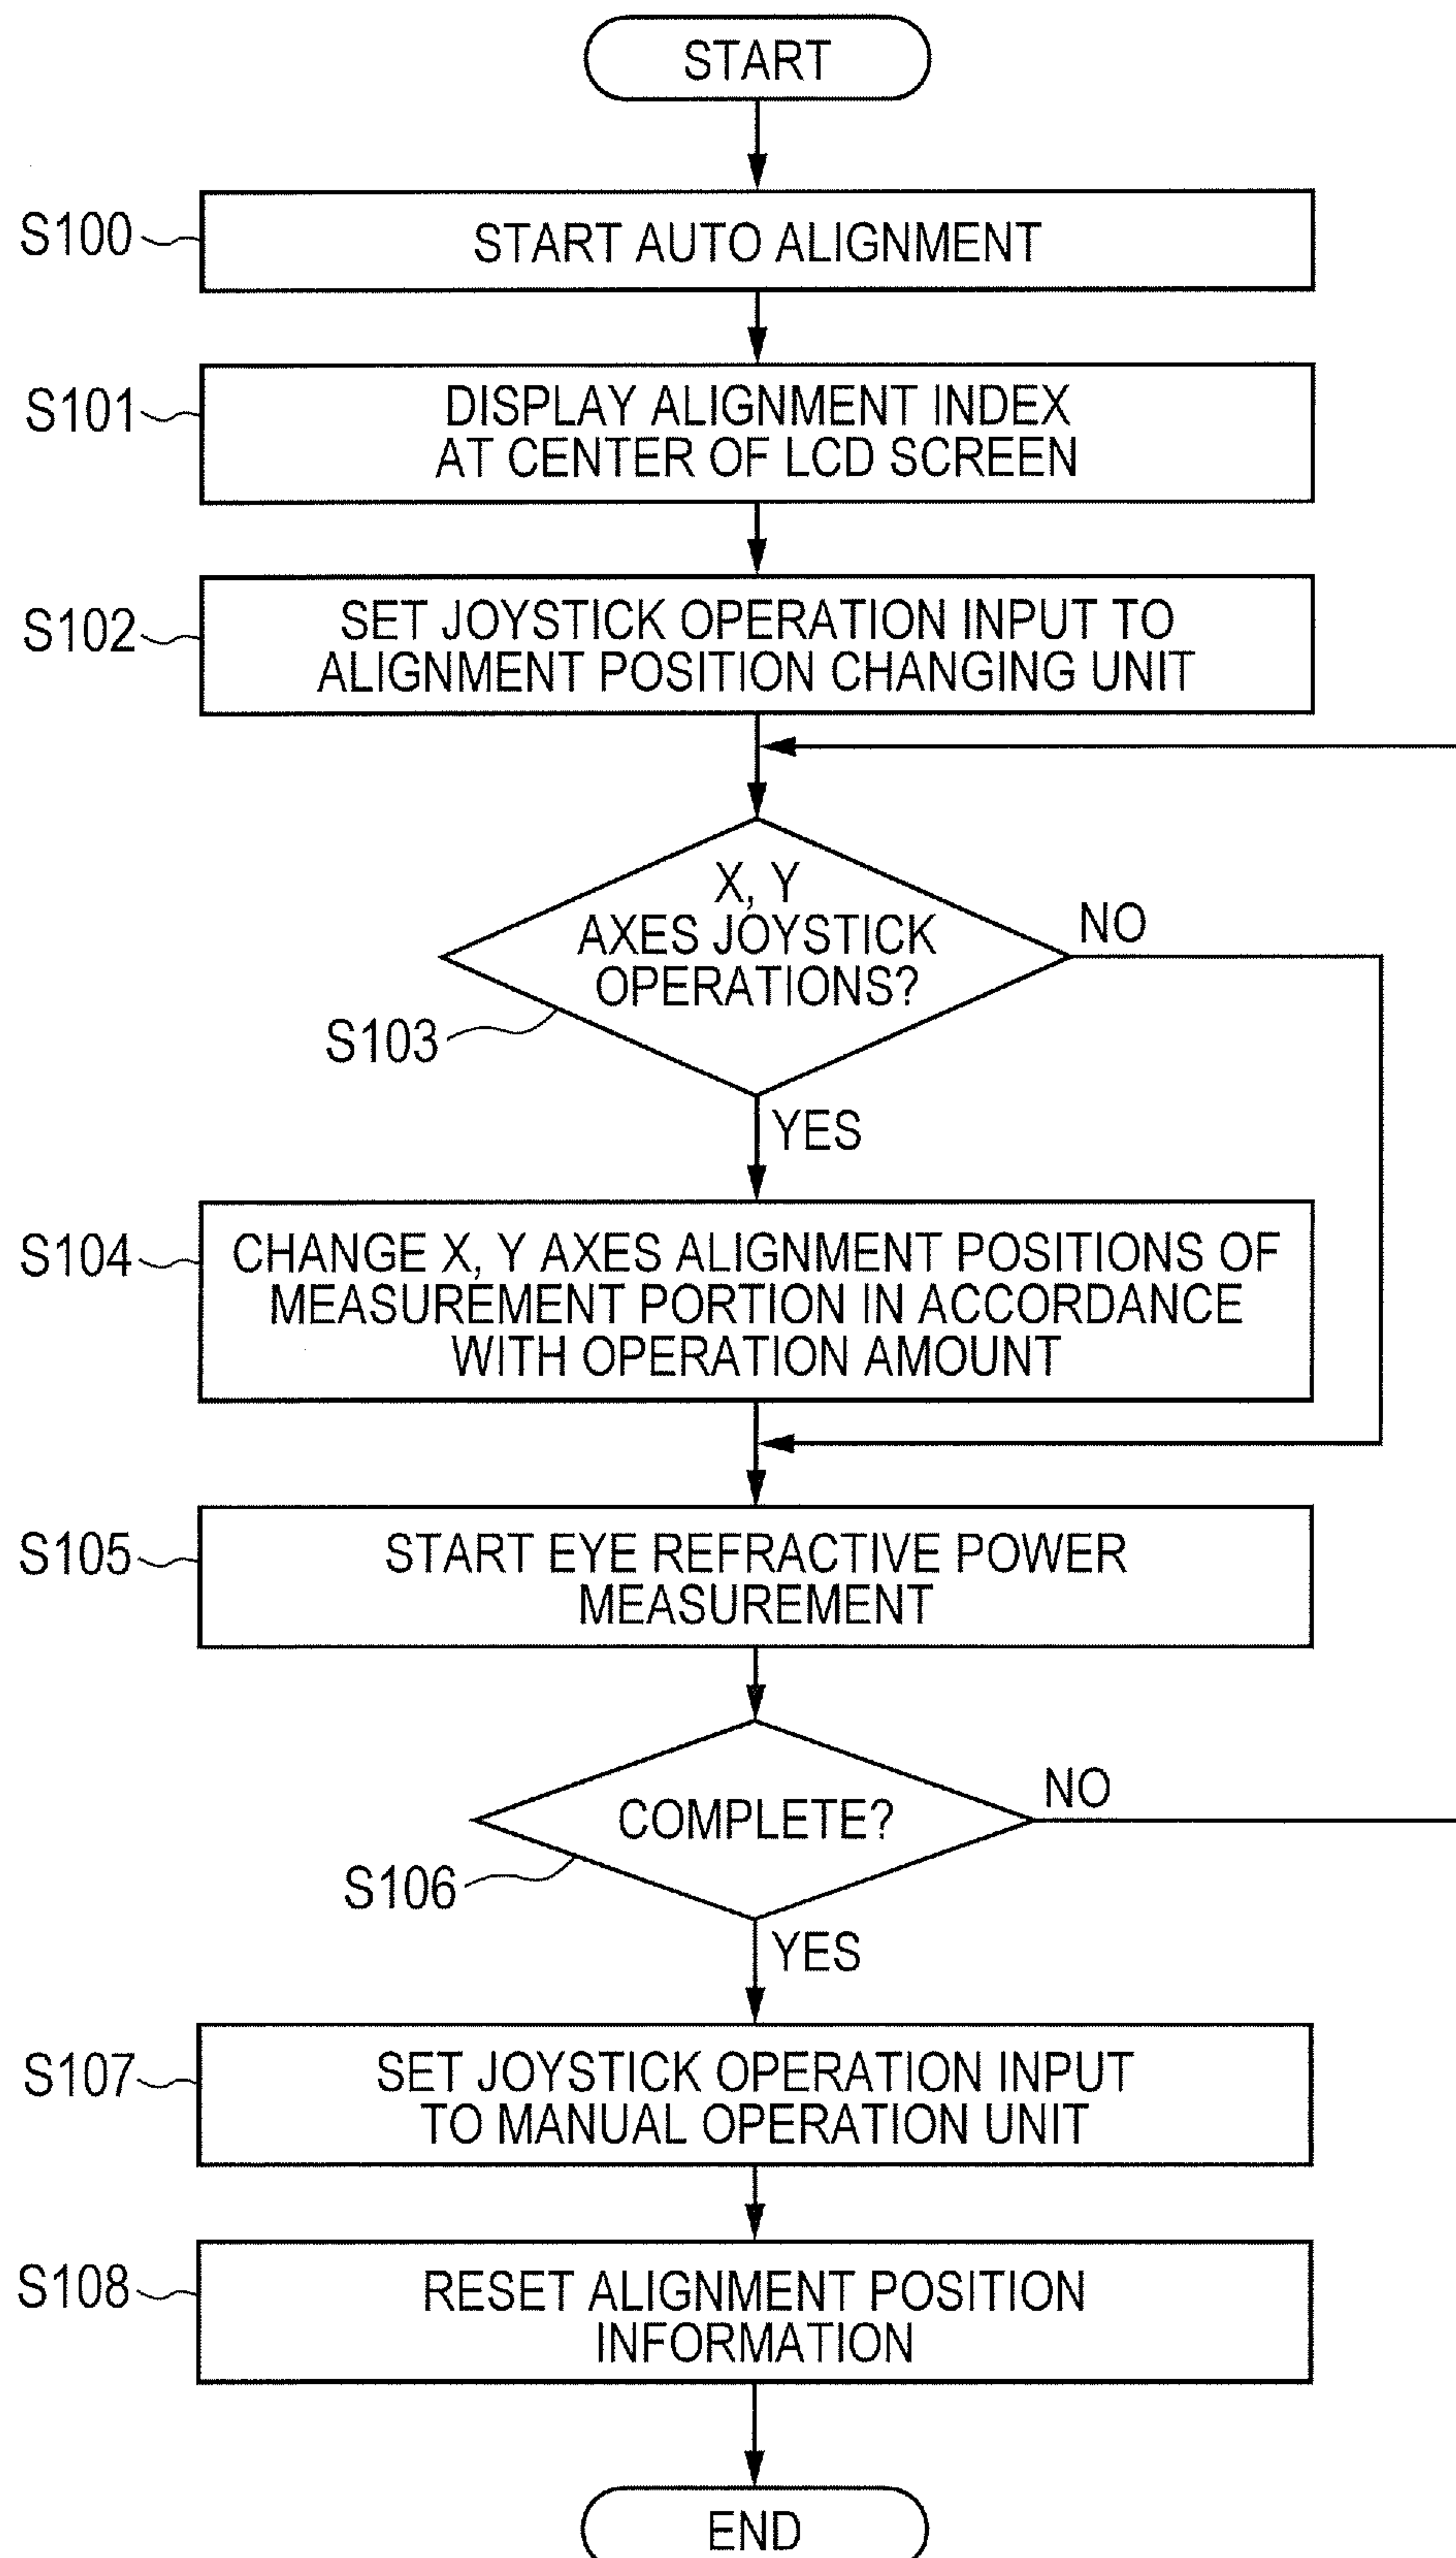 START
S100
START AUTO ALIGNMENT
S101
DISPLAY ALIGNMENT INDEX
AT CENTER OF LCD SCREEN
S102
SET JOYSTICK OPERATION INPUT TO
ALIGNMENT POSITION CHANGING UNIT
X, Y
AXES JOYSTICK
OPERATIONS?
NO
S103
YES
S104
CHANGE X, Y AXES ALIGNMENT POSITIONS OF
MEASUREMENT PORTION IN ACCORDANCE
WITH OPERATION AMOUNT
S105
START EYE REFRACTIVE POWER
MEASUREMENT
COMPLETE?
NO
S106
YES
S107
SET JOYSTICK OPERATION INPUT
TO MANUAL OPERATION UNIT
S108
RESET ALIGNMENT POSITION
INFORMATION
END